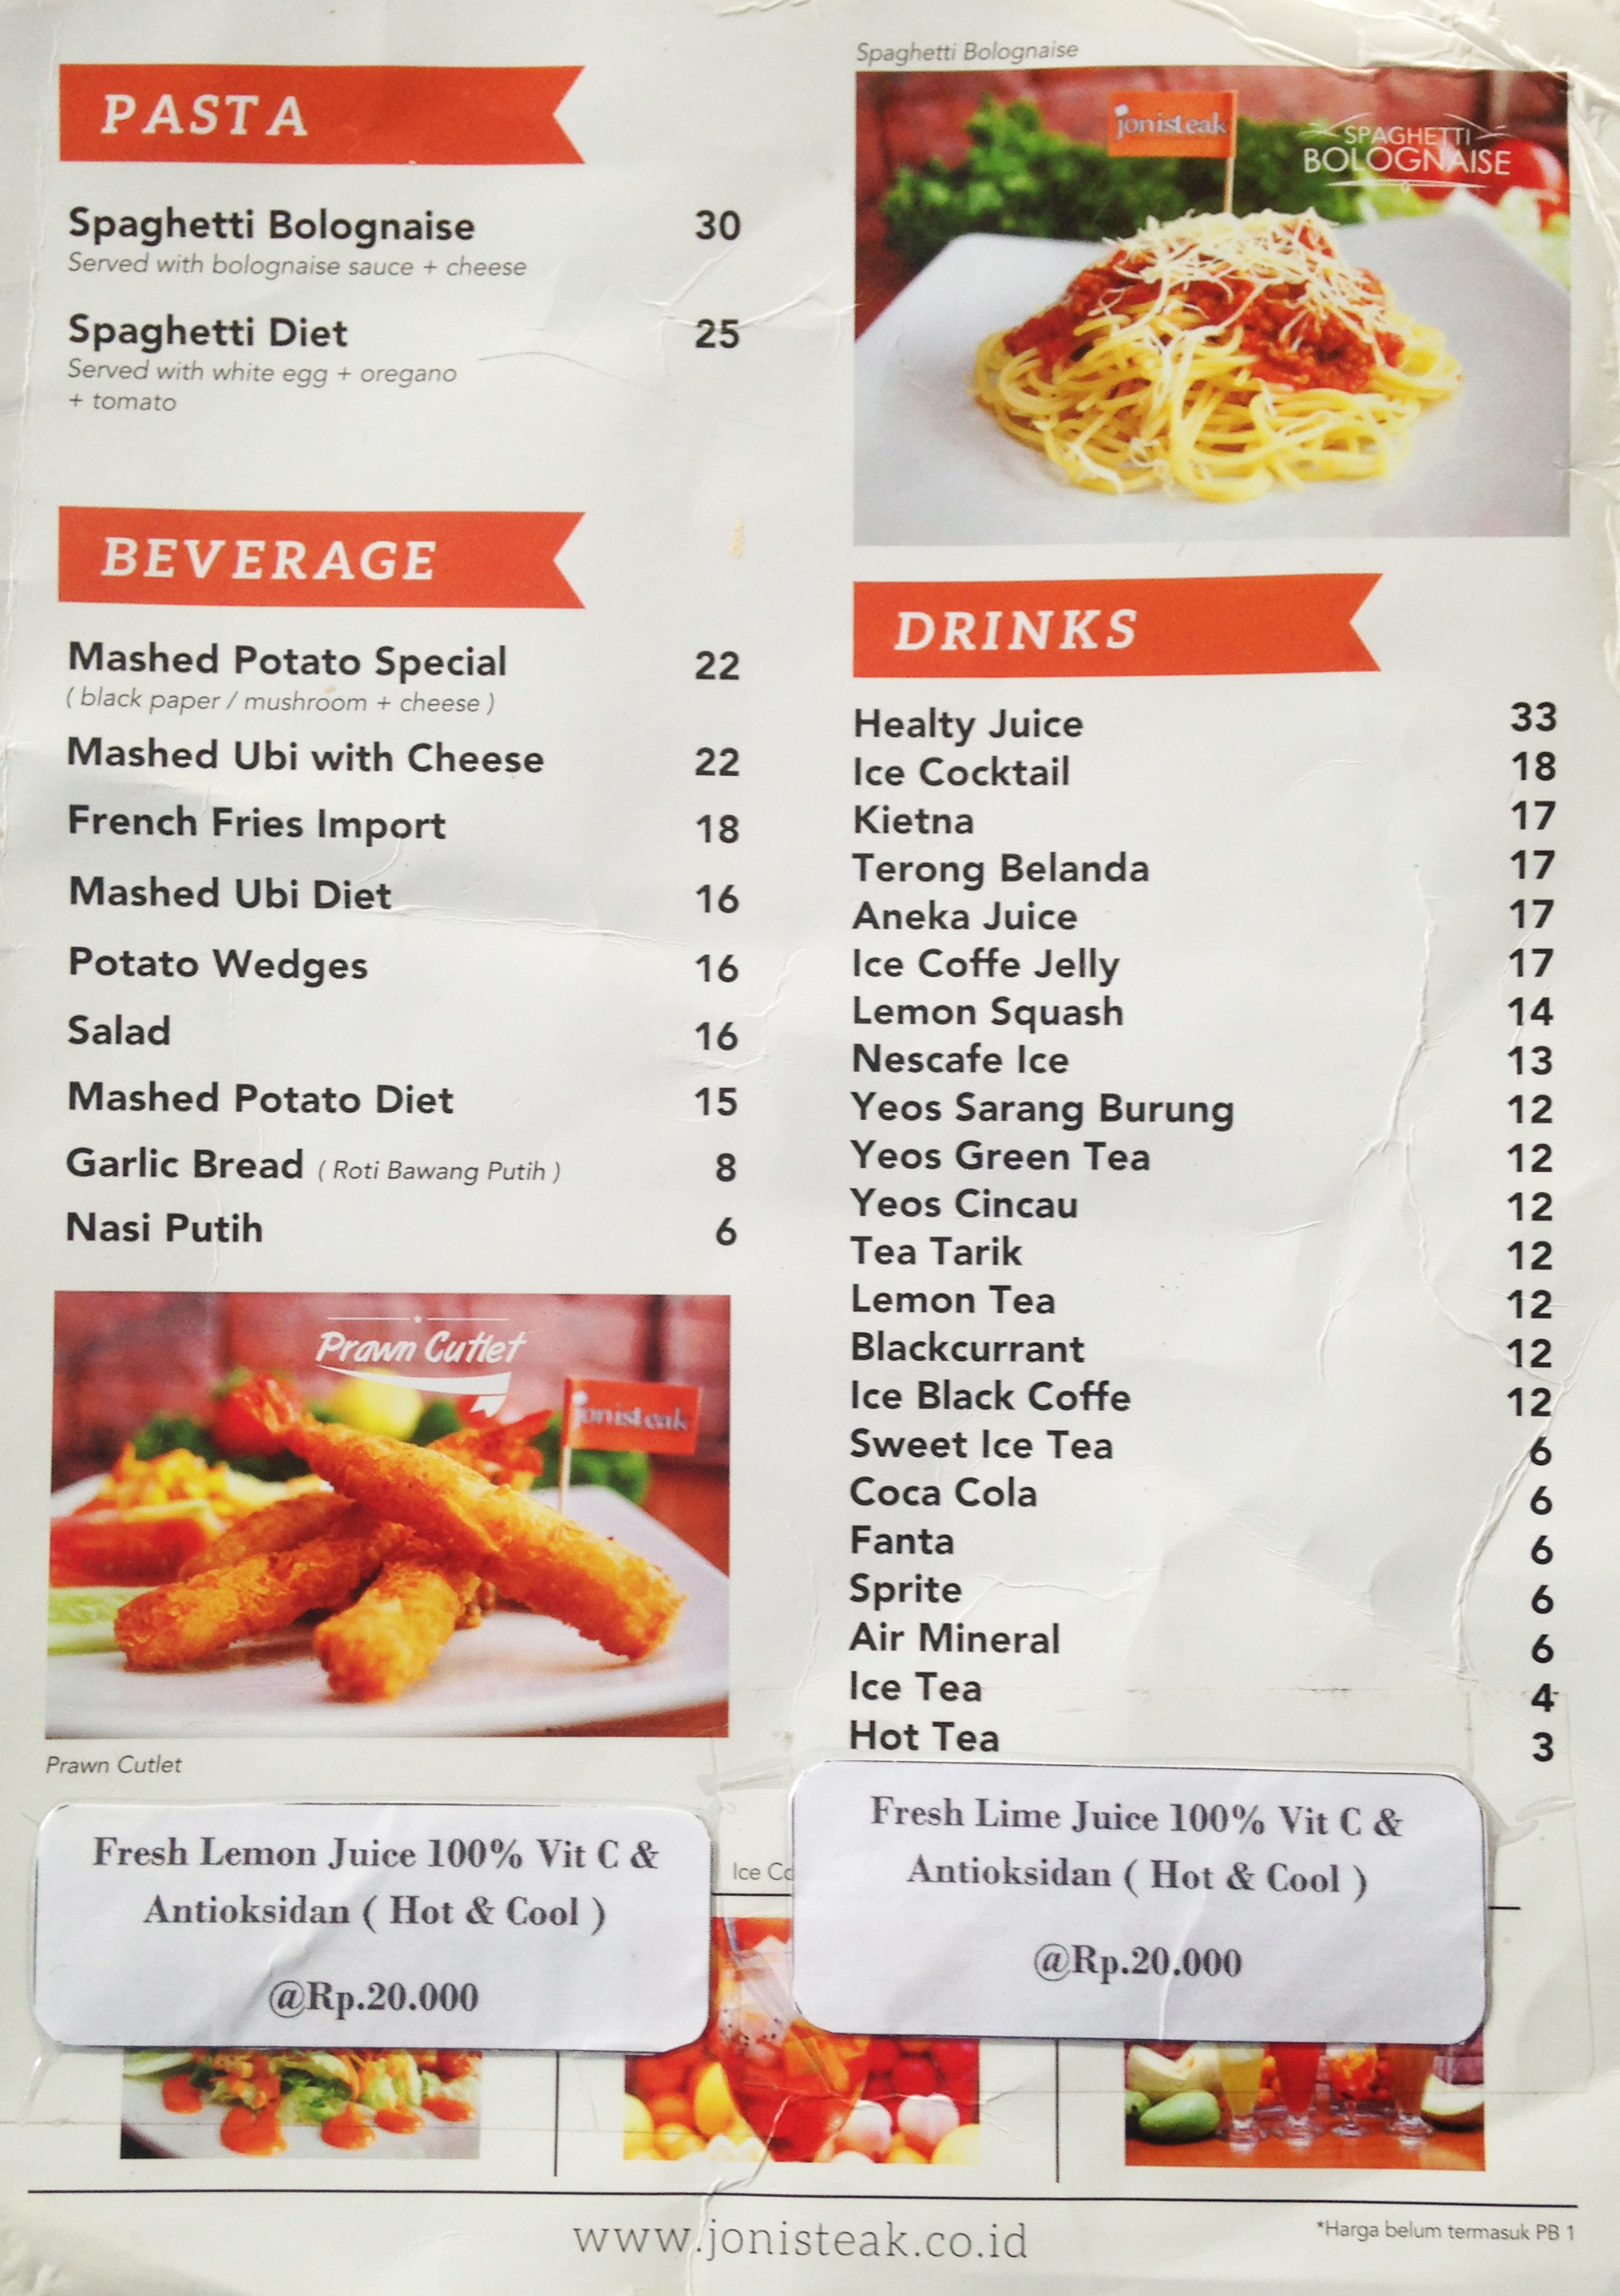 PASTA
Spaghetti Bolognaise 30
Served with bolognaise sauce + cheese
Spaghetti Diet 25
Served with white egg + oregano
+ tomato
BEVERAGE
Mashed Potato Special 22
( black paper / mushroom + cheese )
Mashed Ubi with Cheese 22
French Fries Import 18
Mashed Ubi Diet 16
Potato Wedges 16
Salad 16
Mashed Potato Diet 15
Garlic Bread ( Roti Bawang Putih ) 8
Nasi Putih 6
Prawn Cutlet
jonisteak
Prawn Cutlet
Spaghetti Bolognaise
jonisteak
SPAGHETTI
BOLOGNAISE
DRINKS
Healty Juice 33
Ice Cocktail 18
Kietna 17
Terong Belanda 17
Aneka Juice 17
Ice Coffe Jelly 17
Lemon Squash 14
Nescafe Ice 13
Yeos Sarang Burung 12
Yeos Green Tea 12
Yeos Cincau 12
Tea Tarik 12
Lemon Tea 12
Blackcurrant 12
Ice Black Coffe 12
Sweet Ice Tea 6
Coca Cola 6
Fanta 6
Sprite 6
Air Mineral 6
Ice Tea 4
Hot Tea 3
Fresh Lemon Juice 100% Vit C &
Antioksidan ( Hot & Cool )
@Rp.20.000
Ice
Fresh Lime Juice 100% Vit C &
Antioksidan ( Hot & Cool )
@Rp.20.000
www.jonisteak.co.id
*Harga belum termasuk PB 1